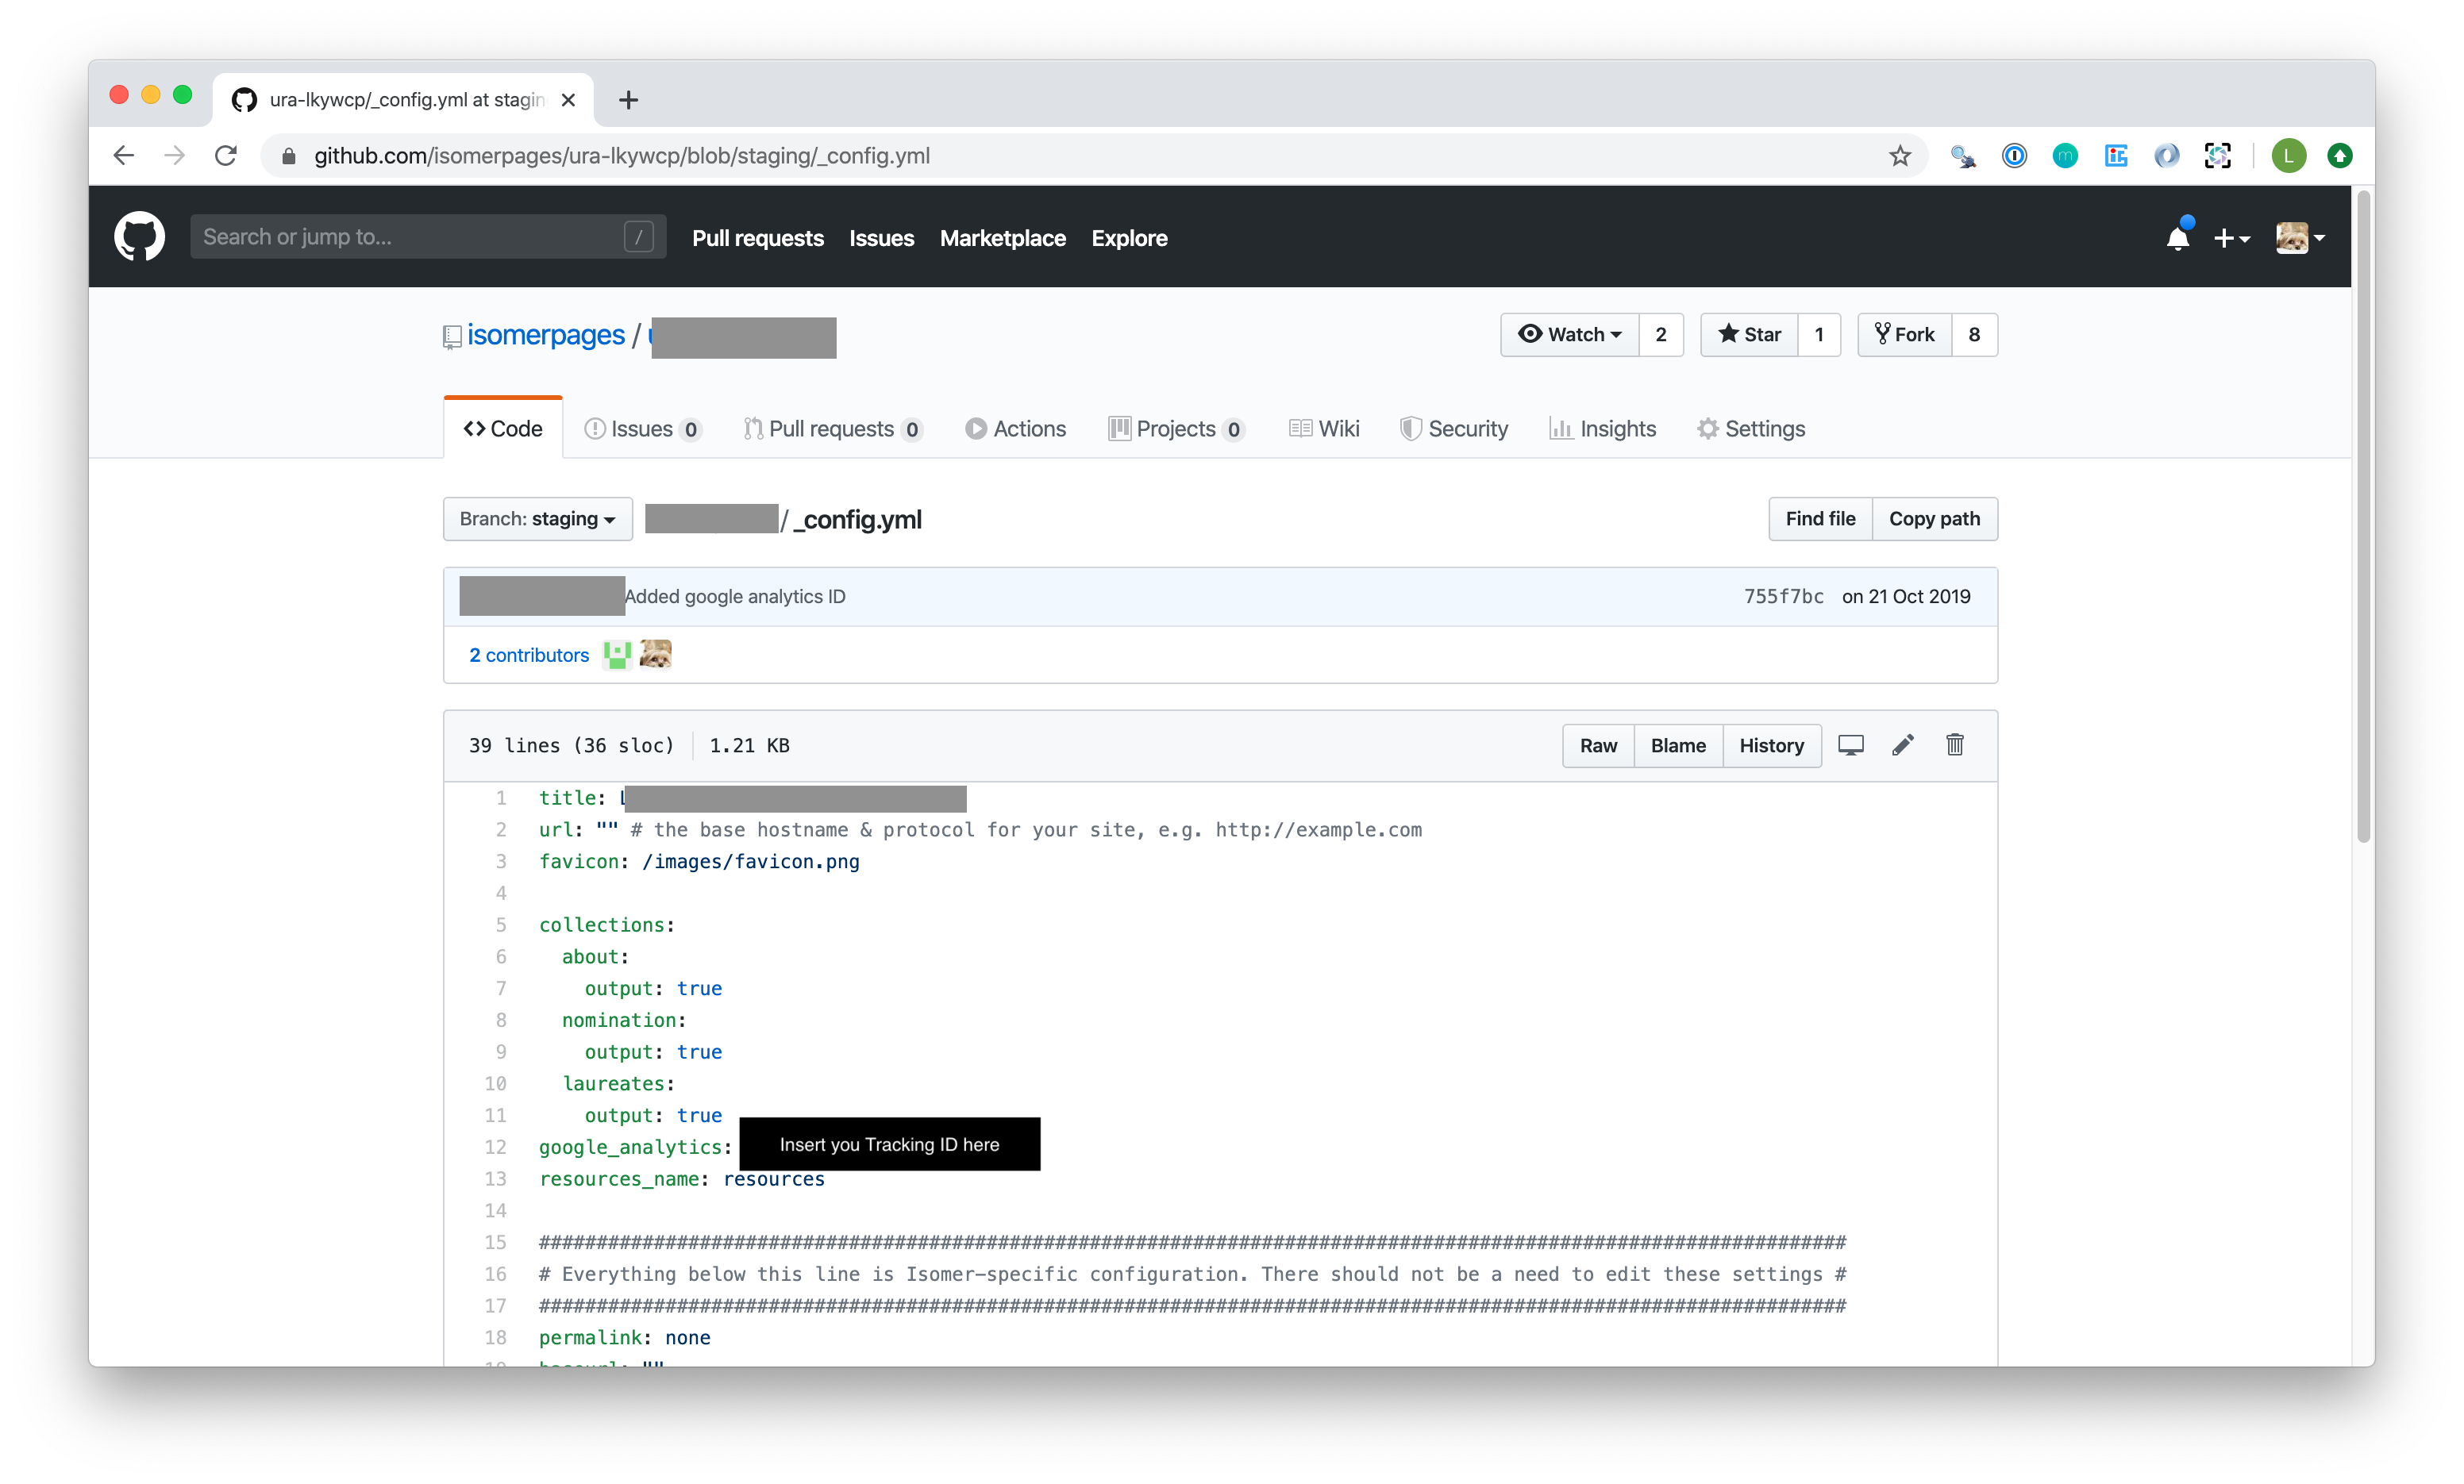 ura-lkywcp/_config.yml at stagin
github.com/isomerpages/ura-lkywcp/blob/staging/_config.yml
L
Search or jump to...
/
Pull requests Issues Marketplace Explore
isomerpages /
Watch 2 Star 1 Fork 8
Code Issues 0 Pull requests 0 Actions Projects 0 Wiki Security Insights Settings
Branch: staging / _config.yml Find file Copy path
Added google analytics ID 755f7bc on 21 Oct 2019
2 contributors
39 lines (36 sloc) 1.21 KB Raw Blame History
1 title: L
2 url: "" # the base hostname & protocol for your site, e.g. http://example.com
3 favicon: /images/favicon.png
4
5 collections:
6 about:
7 output: true
8 nomination:
9 output: true
10 laureates:
11 output: true
12 google_analytics: Insert you Tracking ID here
13 resources_name: resources
14
15 ##################################################################################################################
16 # Everything below this line is Isomer-specific configuration. There should not be a need to edit these settings #
17 ##################################################################################################################
18 permalink: none
19 baseurl: ""